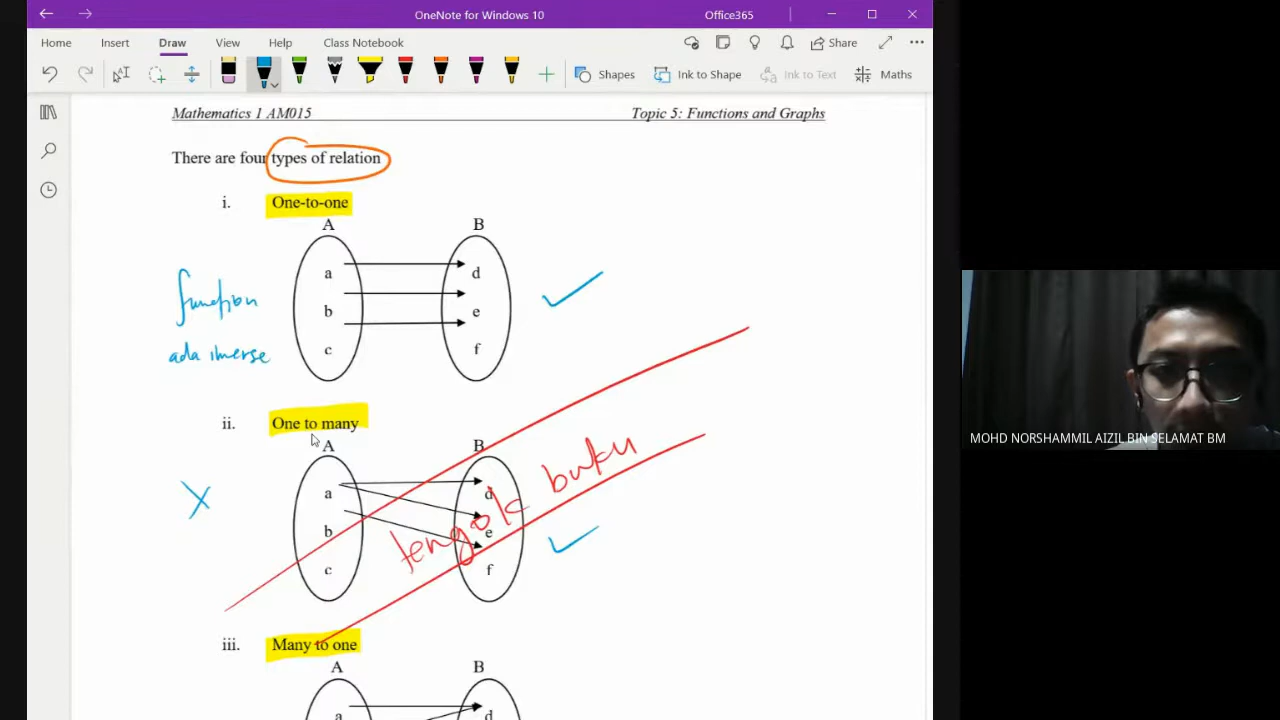 OneNote for Windows 10
Office365
Home Insert Draw View Help Class Notebook
Share
Shapes Ink to Shape Ink to Text Maths
Mathematics 1 AM015 Topic 5: Functions and Graphs
There are four types of relation
i. One-to-one
A B
a d
b e
c f
function
ada inverse
ii. One to many
A B
a d
b e
c f
tengok buku
iii. Many to one
A B
a d
MOHD NORSHAMMIL AIZIL BIN SELAMAT BM